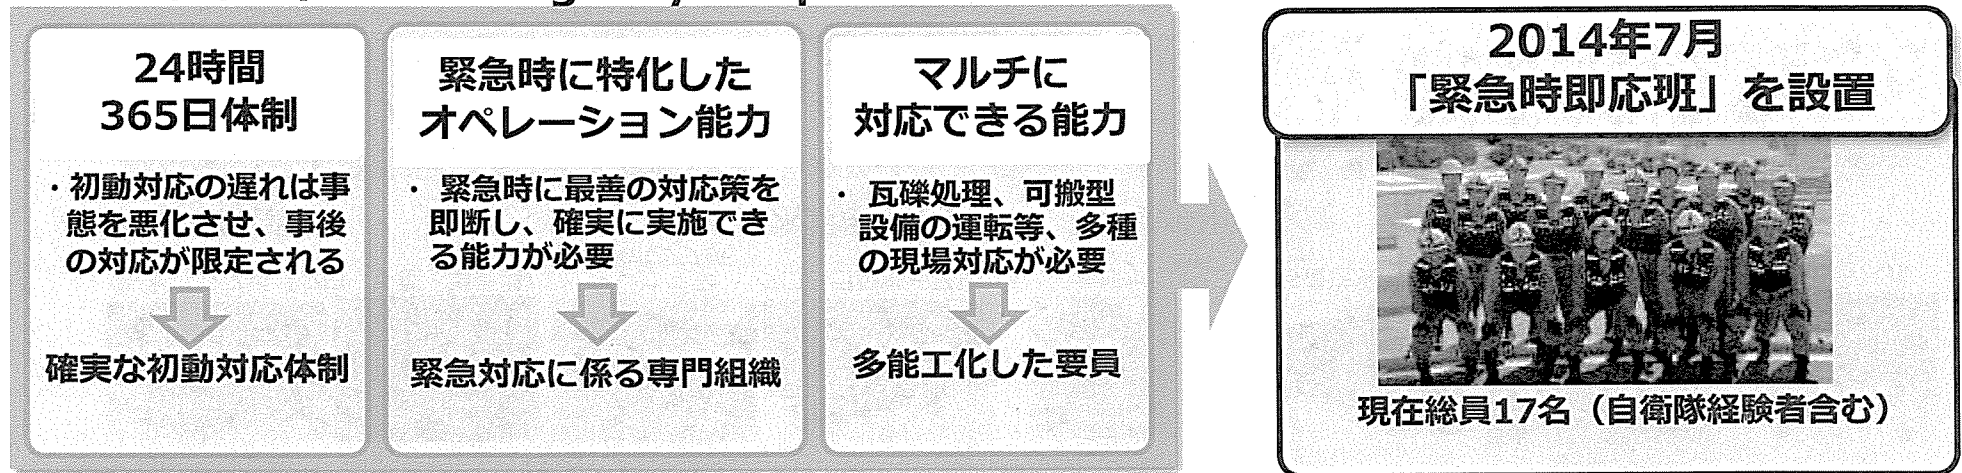 24時間
365日体制
・初動対応の遅れは事
態を悪化させ、事後
の対応が限定される
確実な初動対応体制
緊急時に特化した
オペレーション能力
・ 緊急時に最善の対応策を
即断し、確実に実施でき
る能力が必要
緊急対応に係る専門組織
マルチに
対応できる能力
・ 瓦礫処理、可搬型
設備の運転等、多種
の現場対応が必要
多能工化した要員
2014年7月
「緊急時即応班」を設置
現在総員17名（自衛隊経験者含む）